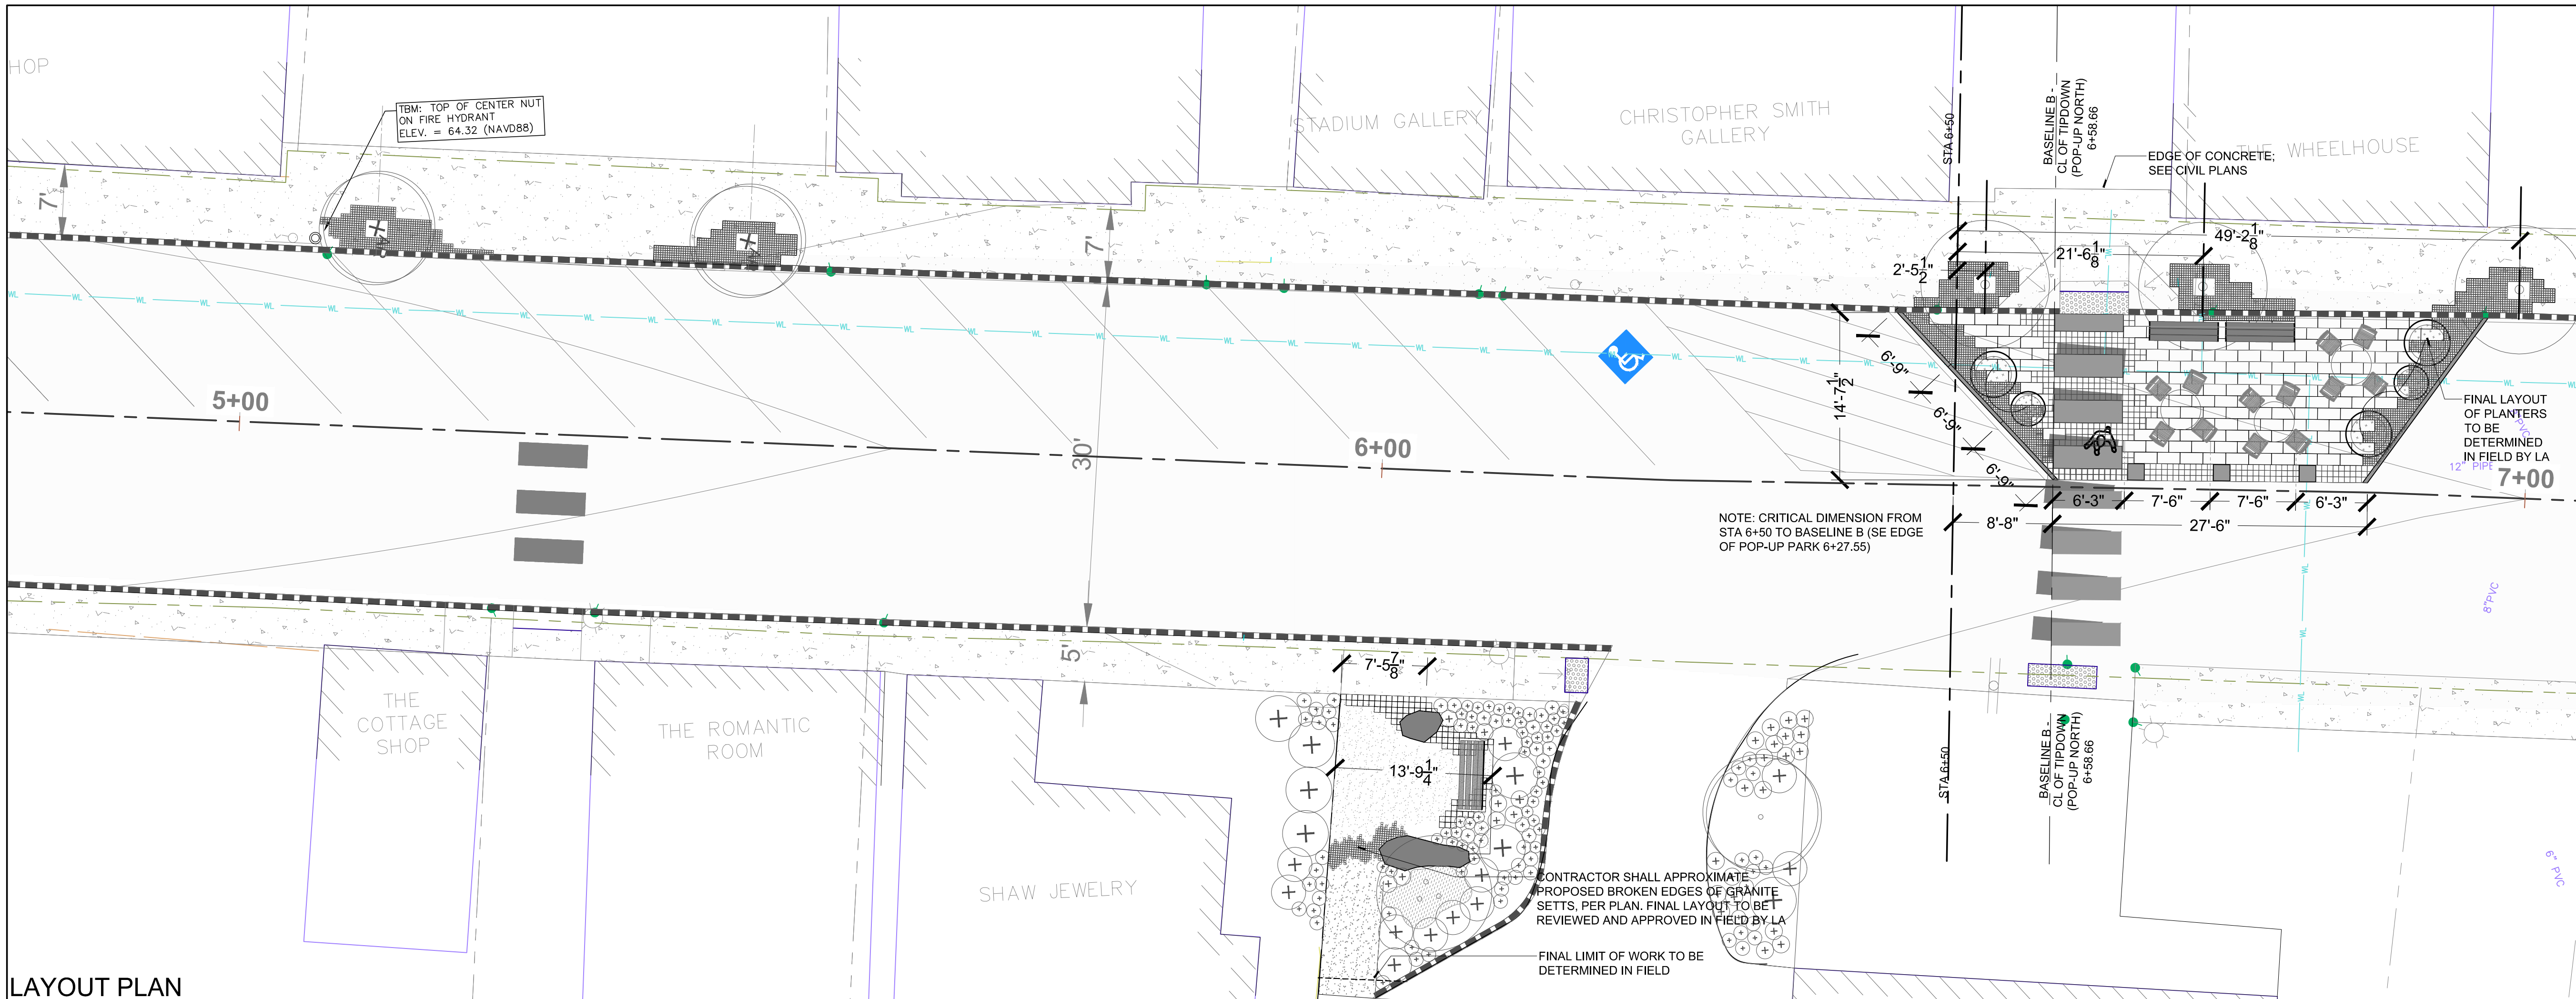 HOP
TBM: TOP OF CENTER NUT
ON FIRE HYDRANT
ELEV. = 64.32 (NAVD88)
STADIUM GALLERY
CHRISTOPHER SMITH
GALLERY
STA 6+50
BASELINE B -
CL OF TIPDOWN
(POP-UP NORTH)
6+58.66
EDGE OF CONCRETE;
SEE CIVIL PLANS
THE WHEELHOUSE
7'
7'
49'-2 1/8"
21'-6 1/8"
2'-5 1/2"
WL
14'-7 1/2"
6'-9"
6'-9"
6'-9"
5+00
30'
6+00
FINAL LAYOUT
OF PLANTERS
TO BE
DETERMINED
IN FIELD BY LA
12" PIPE
7+00
6'-3"
7'-6"
7'-6"
6'-3"
8'-8"
27'-6"
NOTE: CRITICAL DIMENSION FROM
STA 6+50 TO BASELINE B (SE EDGE
OF POP-UP PARK 6+27.55)
8"PVC
5'
7'-5 7/8"
THE
COTTAGE
SHOP
THE ROMANTIC
ROOM
13'-9 1/4"
STA 6+50
BASELINE B -
CL OF TIPDOWN
(POP-UP NORTH)
6+58.66
6" PVC
SHAW JEWELRY
CONTRACTOR SHALL APPROXIMATE
PROPOSED BROKEN EDGES OF GRANITE
SETTS, PER PLAN. FINAL LAYOUT TO BE
REVIEWED AND APPROVED IN FIELD BY LA
FINAL LIMIT OF WORK TO BE
DETERMINED IN FIELD
LAYOUT PLAN